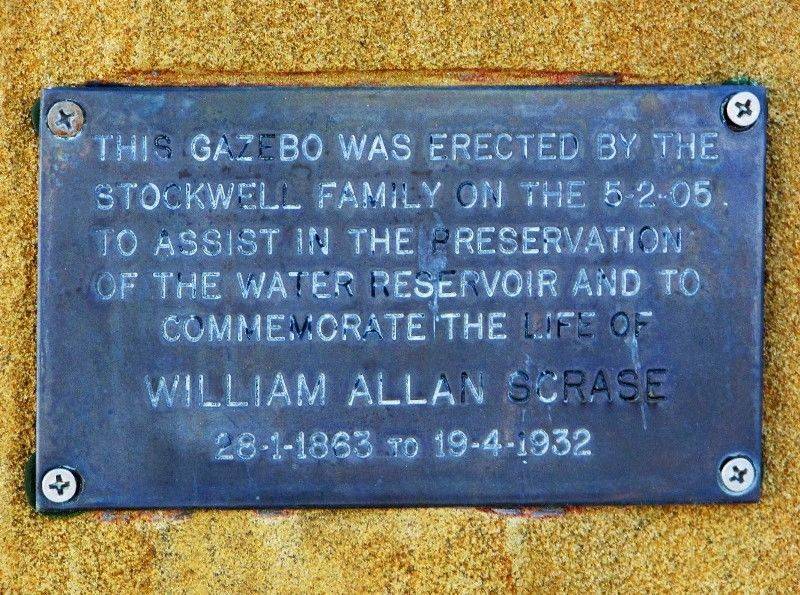 THIS GAZEBO WAS ERECTED BY THE
STOCKWELL FAMILY ON THE 5-2-05.
TO ASSIST IN THE PRESERVATION
OF THE WATER RESERVOIR AND TO
COMMEMORATE THE LIFE OF
WILLIAM ALLAN SCRASE
28-1-1863 TO 19-4-1932